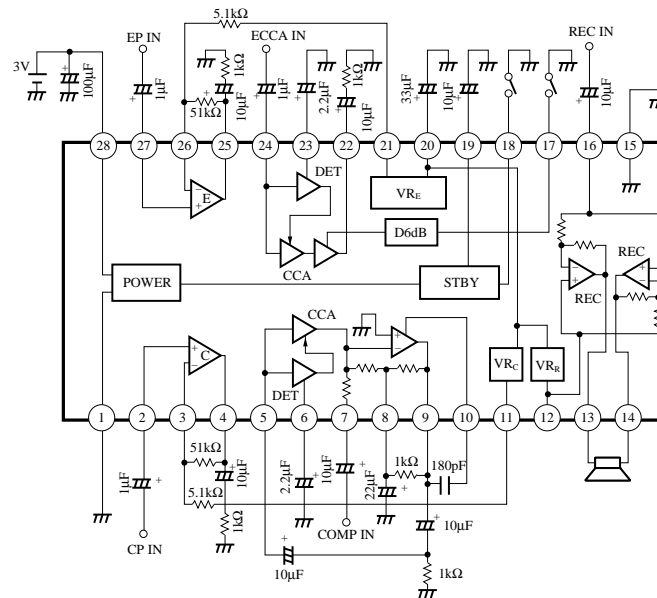 5.1kΩ
EP IN
ECCA IN
REC IN
3V
100μF
1μF
1kΩ
10μF
51kΩ
1μF
2.2μF
1kΩ
10μF
33μF
10μF
10μF
28 27 26 25 24 23 22 21 20 19 18 17 16 15
DET
VRE
E
D6dB
CCA
REC
POWER
STBY
REC
CCA
C
VRC
VRR
DET
1 2 3 4 5 6 7 8 9 10 11 12 13 14
51kΩ
1kΩ
180pF
1μF
10μF
2.2μF
10μF
22μF
5.1kΩ
1kΩ
10μF
CP IN
COMP IN
10μF
1kΩ